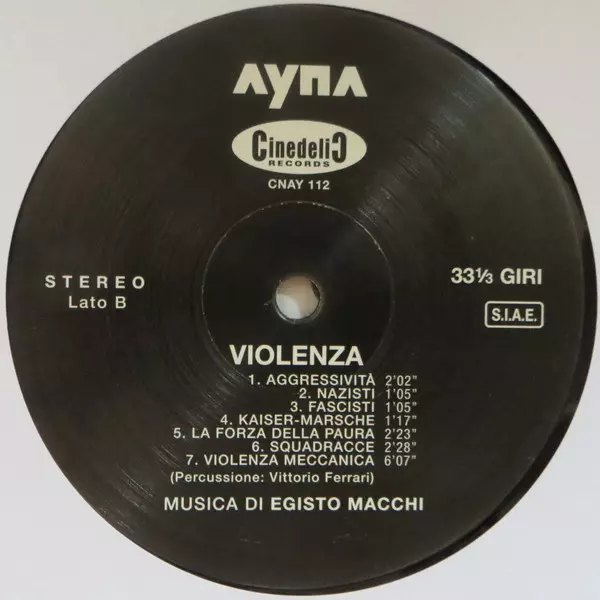 AYNA
CinedeliC
RECORDS
CNAY 112
STEREO
Lato B
33⅓ GIRI
S.I.A.E.
VIOLENZA
1. AGGRESSIVITÀ 2'02"
2. NAZISTI 1'05"
3. FASCISTI 1'05"
4. KAISER-MARSCHE 1'17"
5. LA FORZA DELLA PAURA 2'23"
6. SQUADRACCE 2'28"
7. VIOLENZA MECCANICA 6'07"
(Percussione: Vittorio Ferrari)
MUSICA DI EGISTO MACCHI